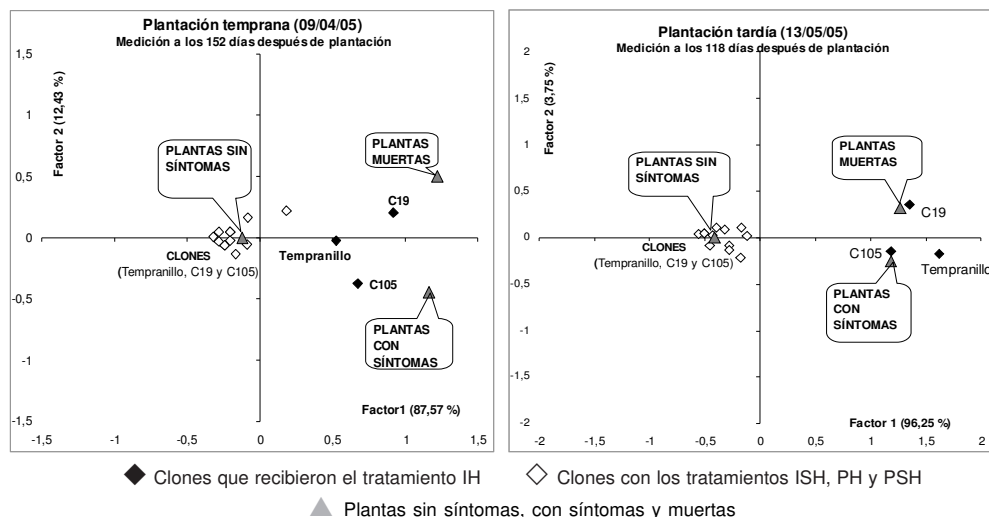 Plantación temprana (09/04/05)
Medición a los 152 días después de plantación
1,5
1
0,5
0
-0,5
-1
-1,5
-1,5
-1
-0,5
0
0,5
1
1,5
Factor 2 (12,43 %)
PLANTAS SIN
SÍNTOMAS
PLANTAS
MUERTAS
C19
Tempranillo
CLONES
(Tempranillo, C19 y C105)
C105
PLANTAS
CON
SÍNTOMAS
Factor1 (87,57 %)
Plantación tardía (13/05/05)
Medición a los 118 días después de plantación
2
1,5
1
0,5
0
-0,5
-1
-1,5
-2
-2
-1,5
-1
-0,5
0
0,5
1
1,5
2
Factor 2 (3,75 %)
PLANTAS SIN
SÍNTOMAS
PLANTAS
MUERTAS
C19
CLONES
(Tempranillo, C19 y C105)
C105
Tempranillo
PLANTAS
CON
SÍNTOMAS
Factor 1 (96,25 %)
Clones que recibieron el tratamiento IH
Clones con los tratamientos ISH, PH y PSH
Plantas sin síntomas, con síntomas y muertas